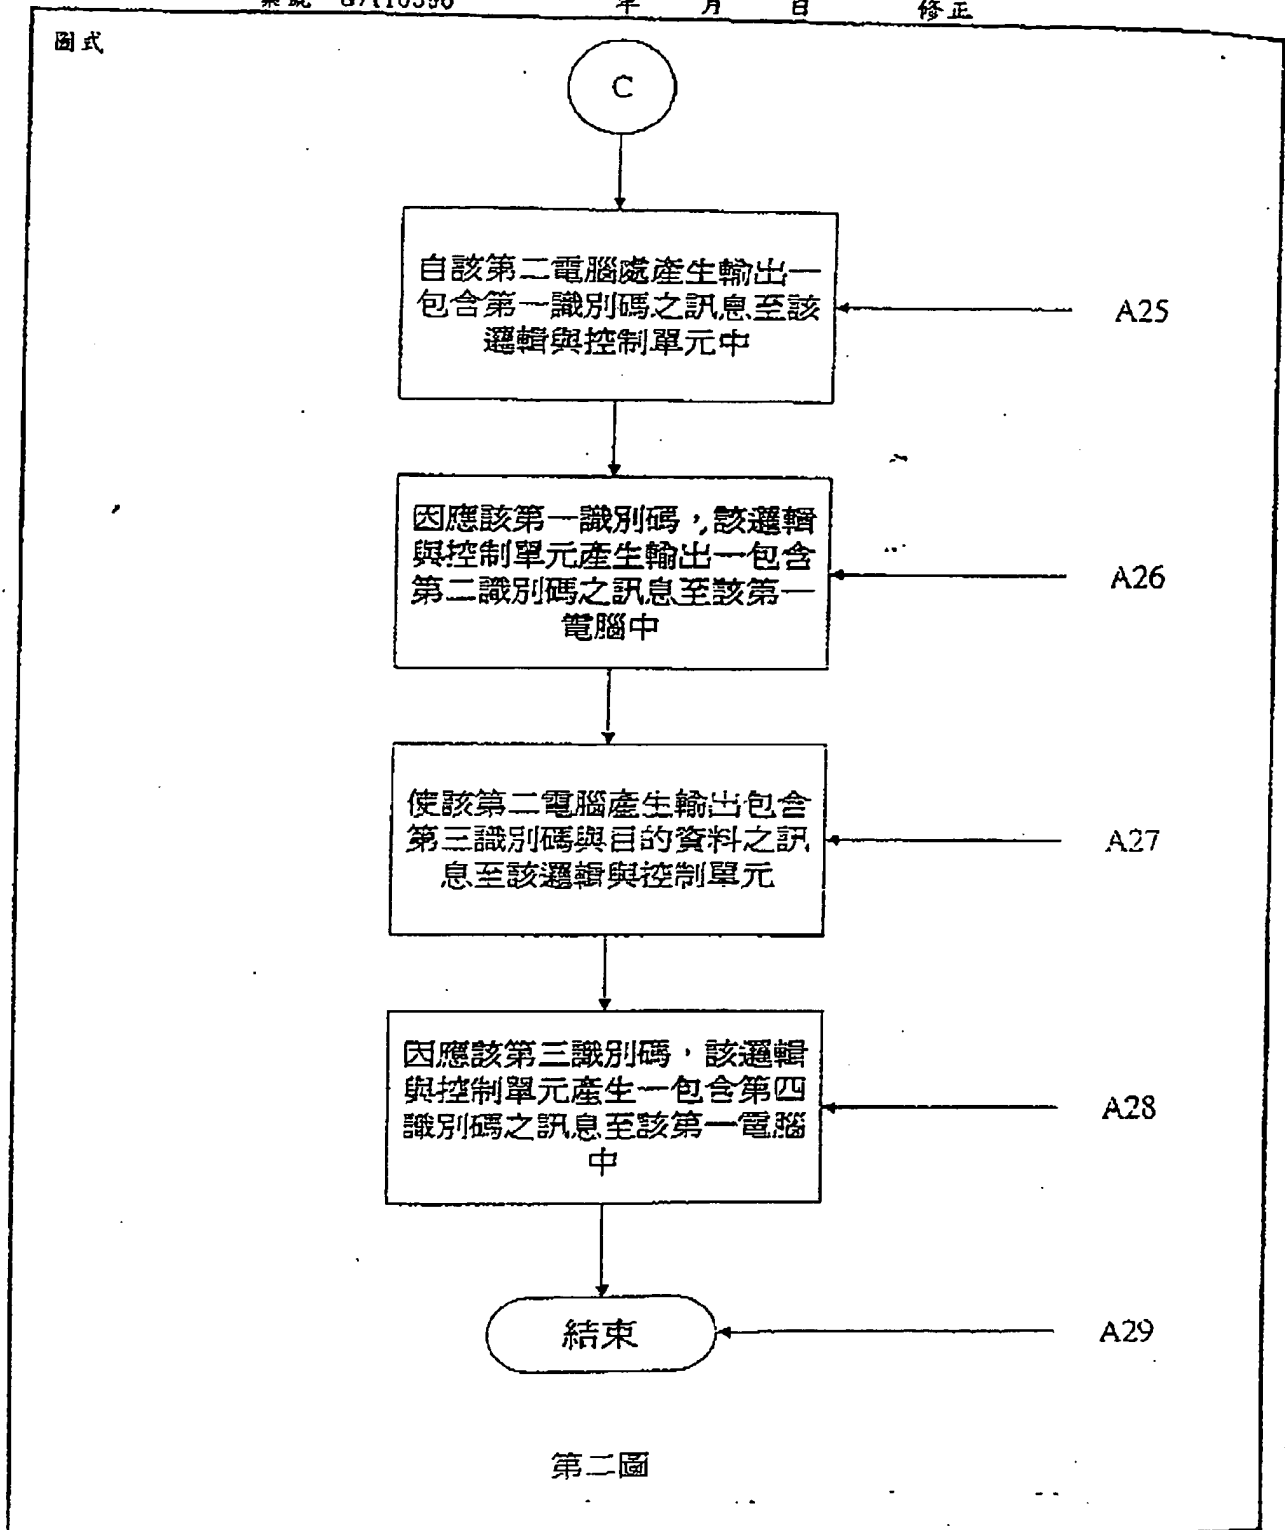 年 月 日 修正
圖式
C
自該第二電腦處產生輸出一
包含第一識別碼之訊息至該
邏輯與控制單元中
A25
因應該第一識別碼，該邏輯
與控制單元產生輸出一包含
第二識別碼之訊息至該第一
電腦中
A26
使該第二電腦產生輸出包含
第三識別碼與目的資料之訊
息至該邏輯與控制單元
A27
因應該第三識別碼，該邏輯
與控制單元產生一包含第四
識別碼之訊息至該第一電腦
中
A28
結束
A29
第二圖